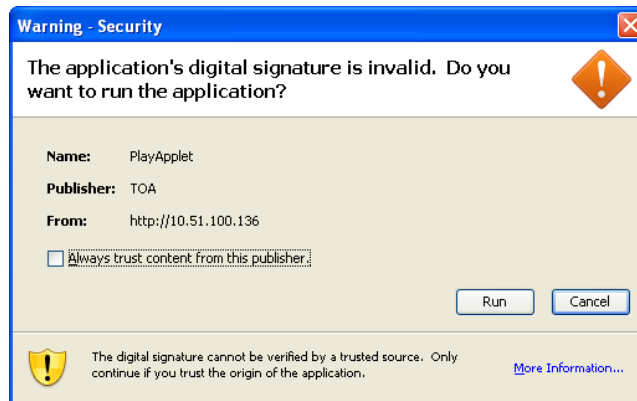 Warning - Security
The application's digital signature is invalid. Do you
want to run the application?
Name: PlayApplet
Publisher: TOA
From: http://10.51.100.136
Always trust content from this publisher.
Run Cancel
The digital signature cannot be verified by a trusted source. Only
continue if you trust the origin of the application.
More Information...